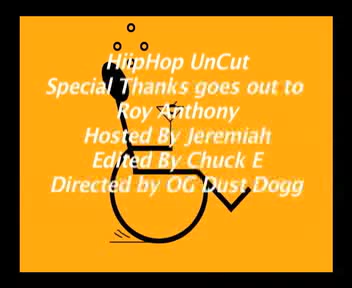 HiipHop UnCut
Special Thanks goes out to
Roy Anthony
Hosted By Jeremiah
Edited By Chuck E
Directed by OG Dust Dogg